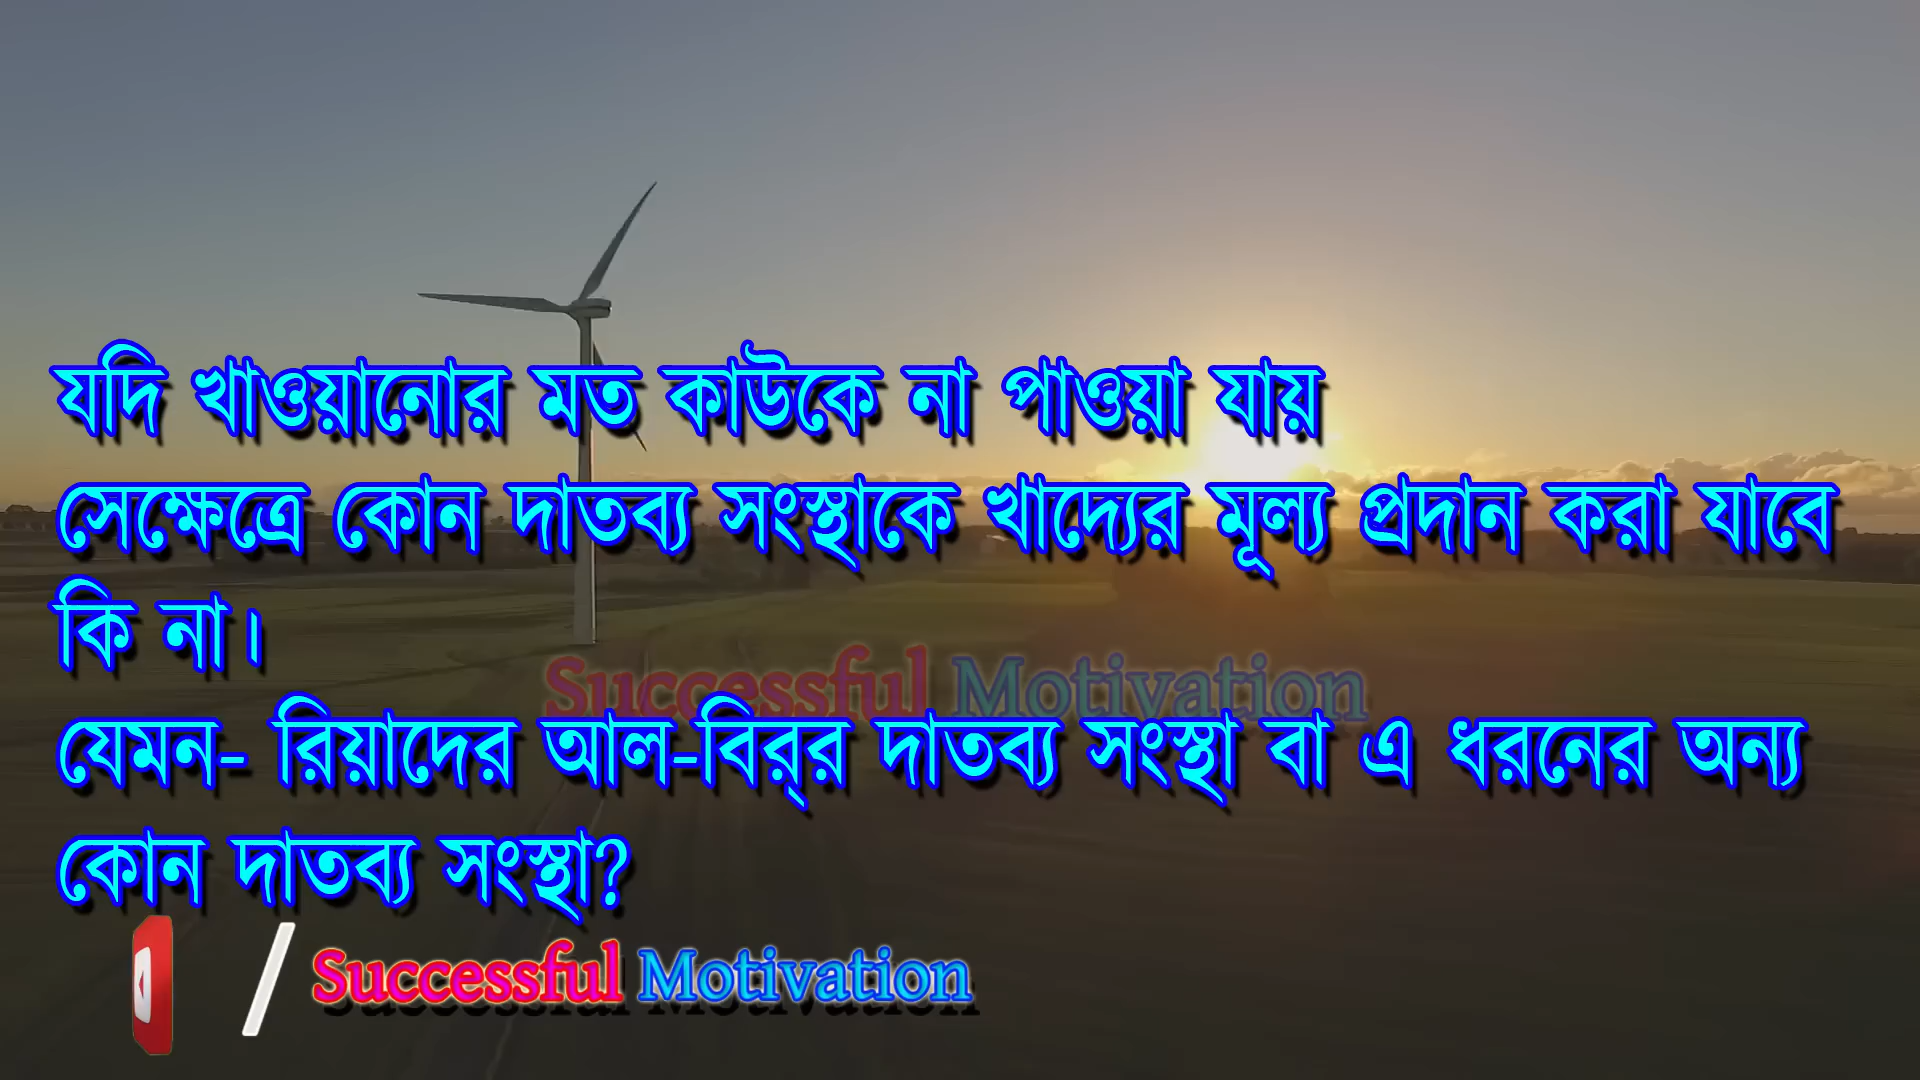 যদি খাওয়ানোর মত কাউকে না পাওয়া যায়
সেক্ষেত্রে কোন দাতব্য সংস্থাকে খাদ্যের মূল্য প্রদান করা যাবে
কি না।
Successful Motivation
যেমন- রিয়াদের আল-বির্র দাতব্য সংস্থা বা এ ধরনের অন্য
কোন দাতব্য সংস্থা?
/ Successful Motivation